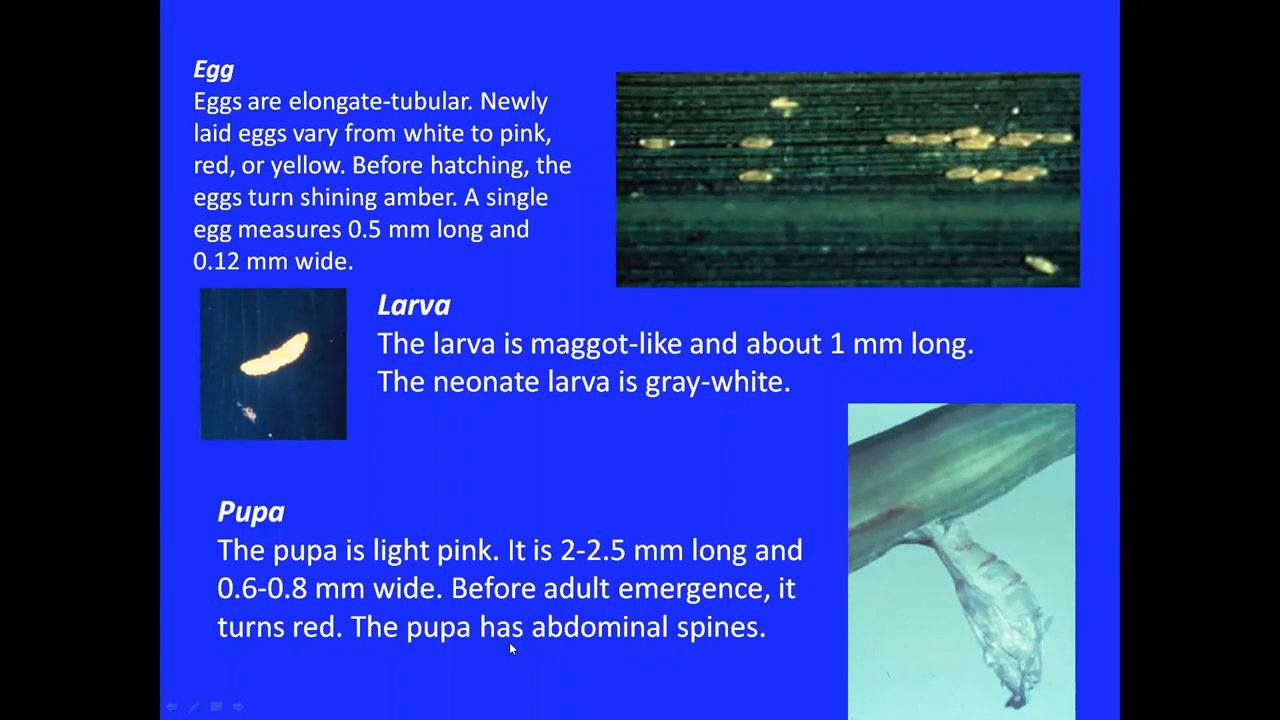 Egg
Eggs are elongate-tubular. Newly
laid eggs vary from white to pink,
red, or yellow. Before hatching, the
eggs turn shining amber. A single
egg measures 0.5 mm long and
0.12 mm wide.
Larva
The larva is maggot-like and about 1 mm long.
The neonate larva is gray-white.
Pupa
The pupa is light pink. It is 2-2.5 mm long and
0.6-0.8 mm wide. Before adult emergence, it
turns red. The pupa has abdominal spines.